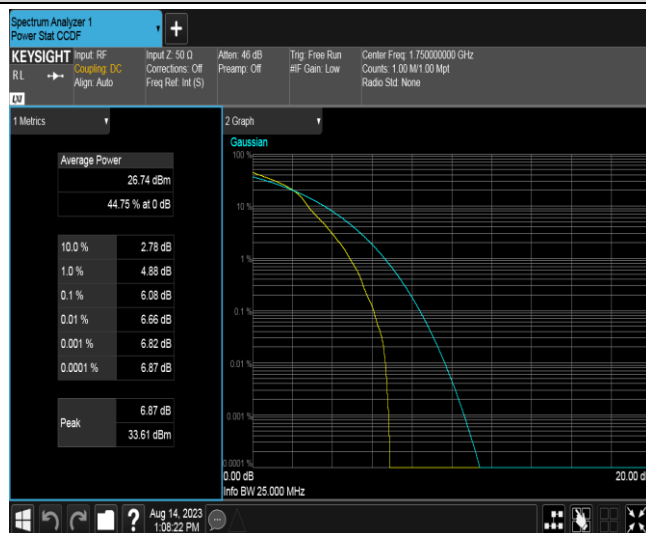 Spectrum Analyzer 1
Power Stat CCDF
+
KEYSIGHT
RL
LXI
Input: RF
Coupling: DC
Align: Auto
Input Z: 50 Ω
Corrections: Off
Freq Ref: Int (S)
Atten: 46 dB
Preamp: Off
Trig: Free Run
#IF Gain: Low
Center Freq: 1.750000000 GHz
Counts: 1.00 M/1.00 Mpt
Radio Std: None
1 Metrics
Average Power
26.74 dBm
44.75 % at 0 dB
10.0 % 2.78 dB
1.0 % 4.88 dB
0.1 % 6.08 dB
0.01 % 6.66 dB
0.001 % 6.82 dB
0.0001 % 6.87 dB
Peak
6.87 dB
33.61 dBm
2 Graph
Gaussian
100 %
10 %
1 %
0.1 %
0.01 %
0.001 %
0.0001 %
0.00 dB
20.00 d
Info BW 25.000 MHz
?
Aug 14, 2023
1:08:22 PM